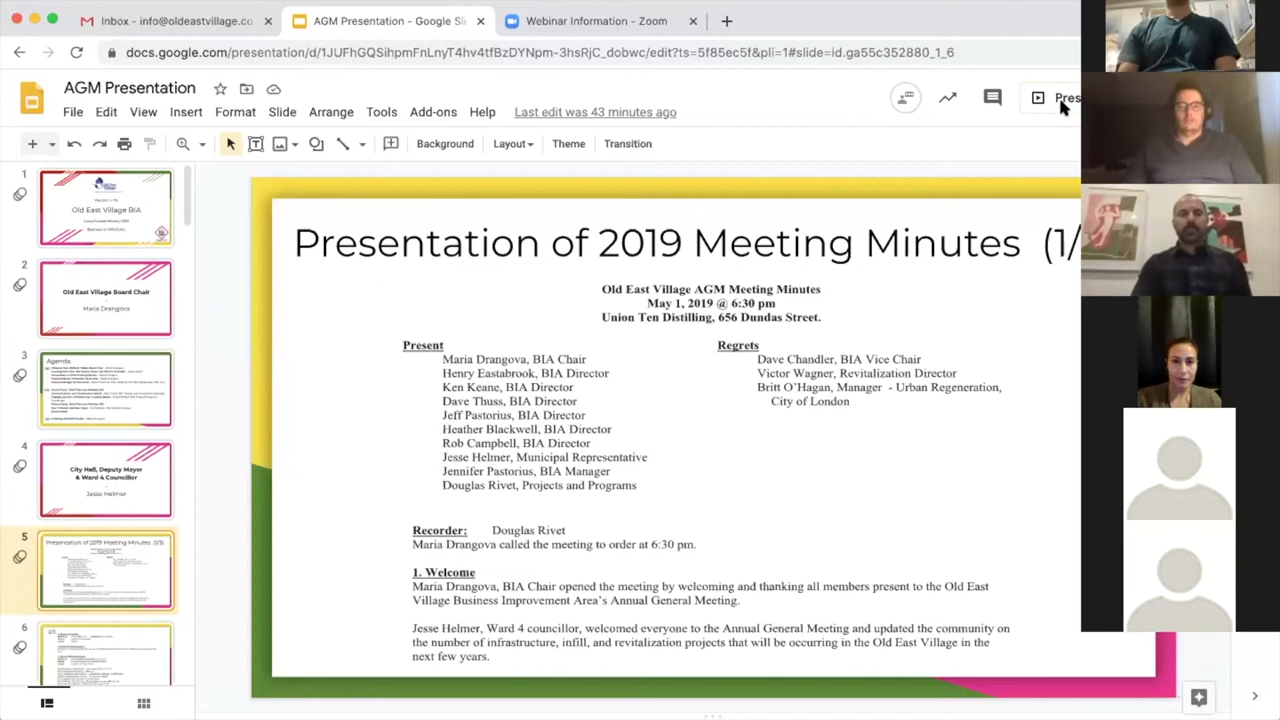 Inbox - info@oldeastvillage.co
AGM Presentation - Google Sli
Webinar Information - Zoom
docs.google.com/presentation/d/1JUFhGQSihpmFnLnyT4hv4tfBzDYNpm-3hsRjC_dobwc/edit?ts=5f85ec5f&pli=1#slide=id.ga55c352880_1_6
AGM Presentation
File Edit View Insert Format Slide Arrange Tools Add-ons Help Last edit was 43 minutes ago
Pres
Background Layout Theme Transition
1
Old East Village BIA
2
Old East Village Board Chair
Maria Drangova
3
Agenda:
4
City Hall, Deputy Mayor
& Ward 4 Councillor
Jesse Helmer
5
Presentation of 2019 Meeting Minutes (1/3)
6
Presentation of 2019 Meeting Minutes (1/
Old East Village AGM Meeting Minutes
May 1, 2019 @ 6:30 pm
Union Ten Distilling, 656 Dundas Street.
Present
Maria Drangova, BIA Chair
Henry Eastabrook, BIA Director
Ken Keane, BIA Director
Dave Thuss, BIA Director
Jeff Pastorius, BIA Director
Heather Blackwell, BIA Director
Rob Campbell, BIA Director
Jesse Helmer, Municipal Representative
Jennifer Pastorius, BIA Manager
Douglas Rivet, Projects and Programs
Regrets
Dave Chandler, BIA Vice Chair
Victor Wagner, Revitalization Director
Britt O'Hagan, Manager - Urban Regeneration,
City of London
Recorder: Douglas Rivet
Maria Drangova called the meeting to order at 6:30 pm.
1. Welcome
Maria Drangova, BIA Chair opened the meeting by welcoming and thanking all members present to the Old East
Village Business Improvement Area's Annual General Meeting.
Jesse Helmer, Ward 4 councillor, welcomed everyone to the Annual General Meeting and updated the community on
the number of infrastructure, infill, and revitalization projects that will be occurring in the Old East Village in the
next few years.